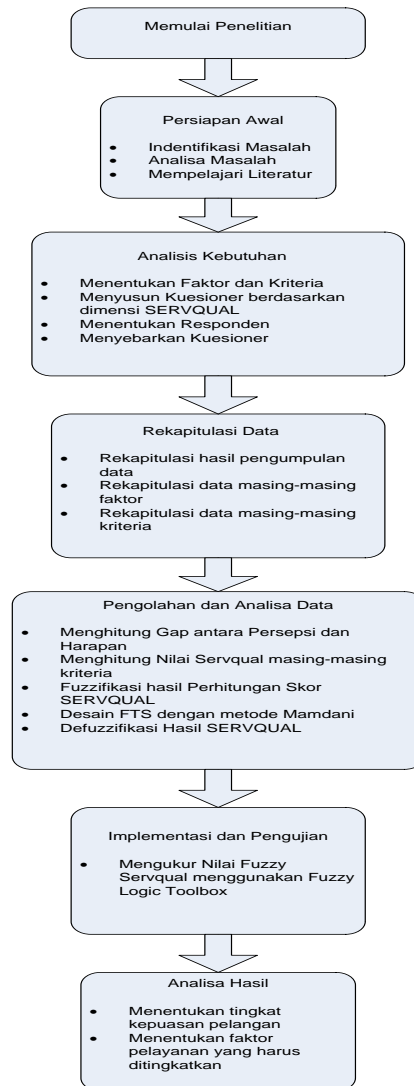 Memulai Penelitian
Persiapan Awal
• Indentifikasi Masalah
• Analisa Masalah
• Mempelajari Literatur
Analisis Kebutuhan
• Menentukan Faktor dan Kriteria
• Menyusun Kuesioner berdasarkan
dimensi SERVQUAL
• Menentukan Responden
• Menyebarkan Kuesioner
Rekapitulasi Data
• Rekapitulasi hasil pengumpulan
data
• Rekapitulasi data masing-masing
faktor
• Rekapitulasi data masing-masing
kriteria
Pengolahan dan Analisa Data
• Menghitung Gap antara Persepsi dan
Harapan
• Menghitung Nilai Servqual masing-masing
kriteria
• Fuzzifikasi hasil Perhitungan Skor
SERVQUAL
• Desain FTS dengan metode Mamdani
• Defuzzifikasi Hasil SERVQUAL
Implementasi dan Pengujian
• Mengukur Nilai Fuzzy
Servqual menggunakan Fuzzy
Logic Toolbox
Analisa Hasil
• Menentukan tingkat
kepuasan pelangan
• Menentukan faktor
pelayanan yang harus
ditingkatkan